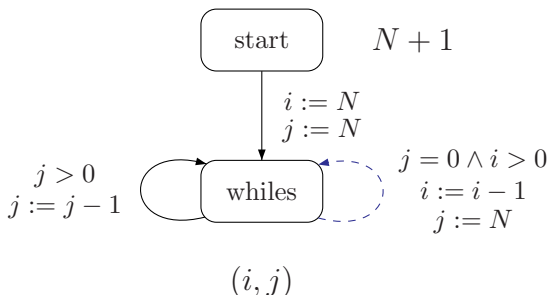 start
N + 1
i := N
j := N
j > 0
j := j − 1
whiles
j = 0 ∧ i > 0
i := i − 1
j := N
(i, j)